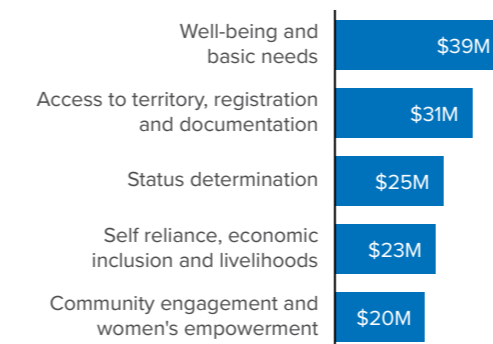 Well-being and
basic needs
$39M
Access to territory, registration
and documentation
$31M
Status determination
$25M
Self reliance, economic
inclusion and livelihoods
$23M
Community engagement and
women's empowerment
$20M